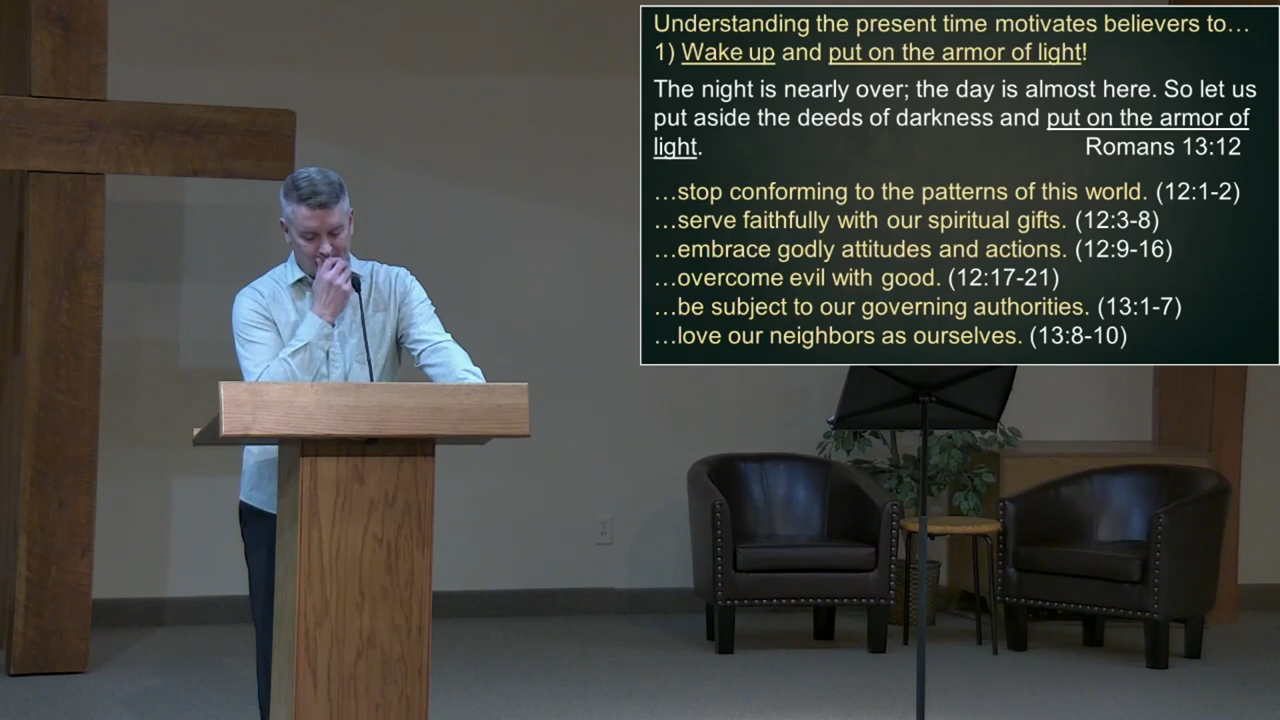 Understanding the present time motivates believers to…
1) Wake up and put on the armor of light!
The night is nearly over; the day is almost here. So let us
put aside the deeds of darkness and put on the armor of
light. Romans 13:12
…stop conforming to the patterns of this world. (12:1-2)
…serve faithfully with our spiritual gifts. (12:3-8)
…embrace godly attitudes and actions. (12:9-16)
…overcome evil with good. (12:17-21)
…be subject to our governing authorities. (13:1-7)
…love our neighbors as ourselves. (13:8-10)